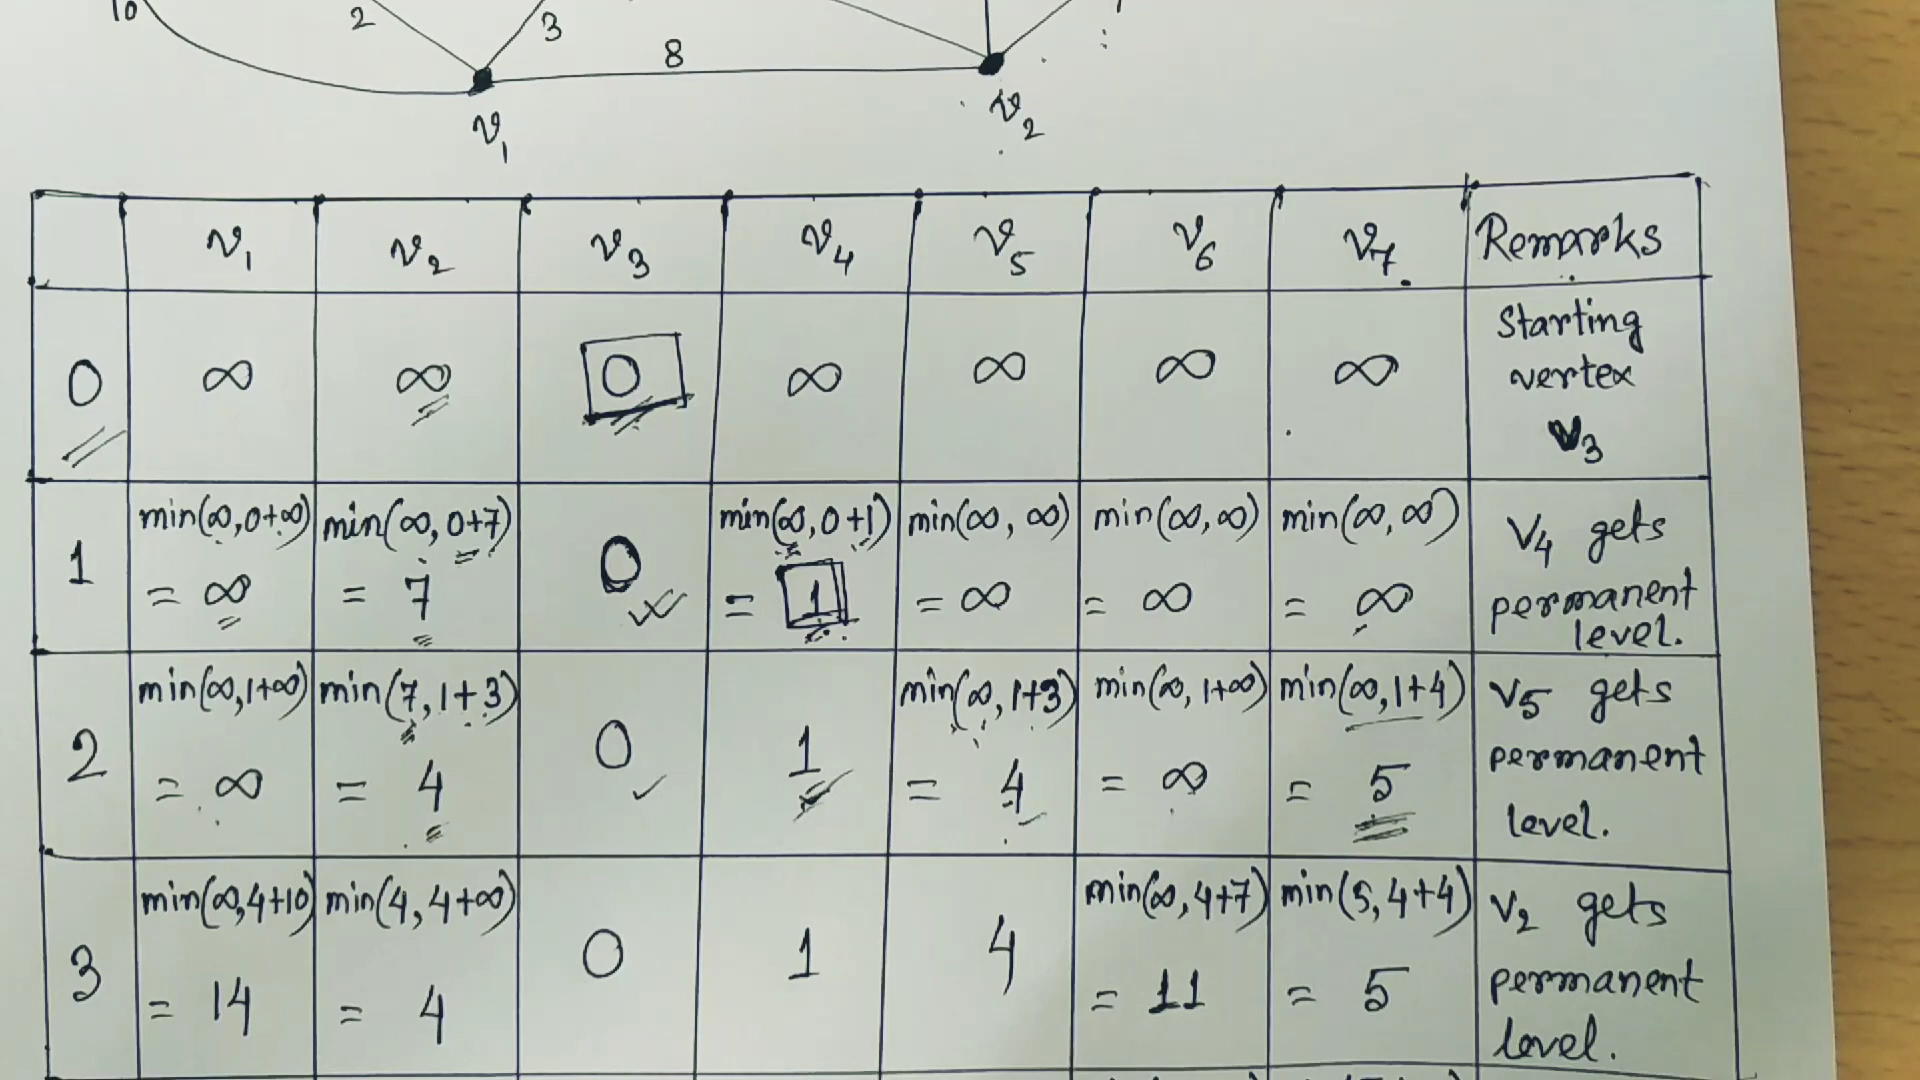 10
2
3
8
v₁
v₂
v₁ v₂ v₃ v₄ v₅ v₆ v₇ Remarks
0 ∞ ∞ 0 ∞ ∞ ∞ ∞ Starting
vertex
v₃
min(∞,0+∞) min(∞,0+7) min(∞,0+1) min(∞,∞) min(∞,∞) min(∞,∞) V₄ gets
1 = ∞ = 7 0 = 1 = ∞ = ∞ = ∞ permanent
level.
min(∞,1+∞) min(7,1+3) min(∞,1+3) min(∞,1+∞) min(∞,1+4) V₅ gets
2 = ∞ = 4 0 1 = 4 = ∞ = 5 permanent
level.
min(∞,4+10) min(4,4+∞) min(∞,4+7) min(5,4+4) V₂ gets
3 = 14 = 4 0 1 4 = 11 = 5 permanent
level.